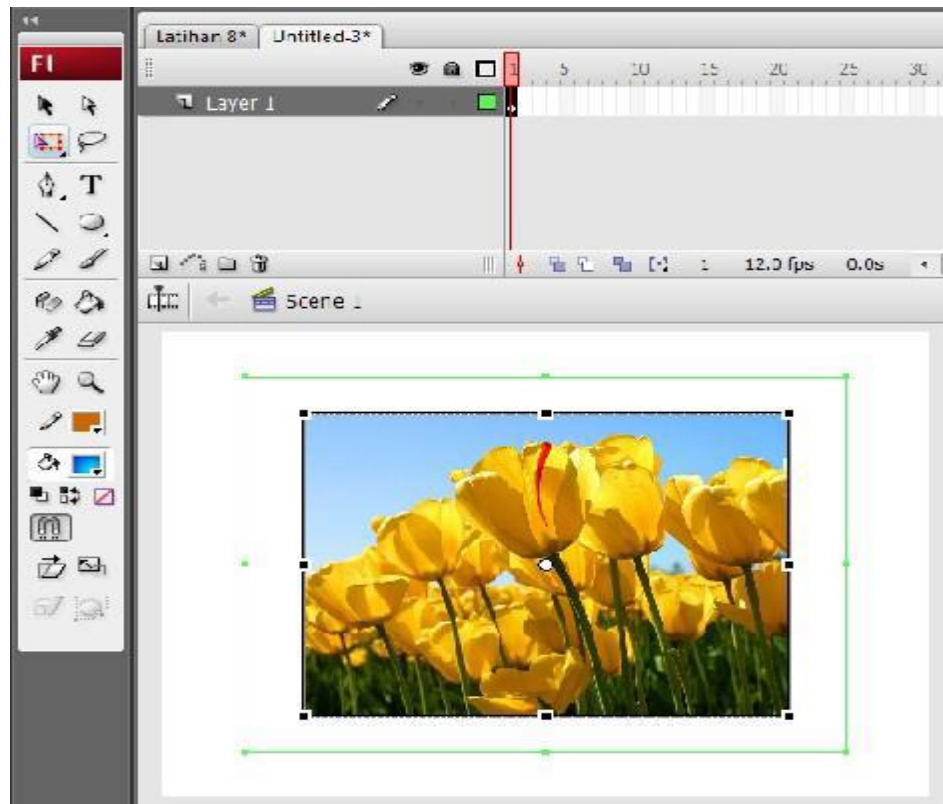 Latihan 8* Untitled-3*
Fl
1 5 10 15 20 25 30
Layer 1
T
1 12.0 fps 0.0s
Scene 1